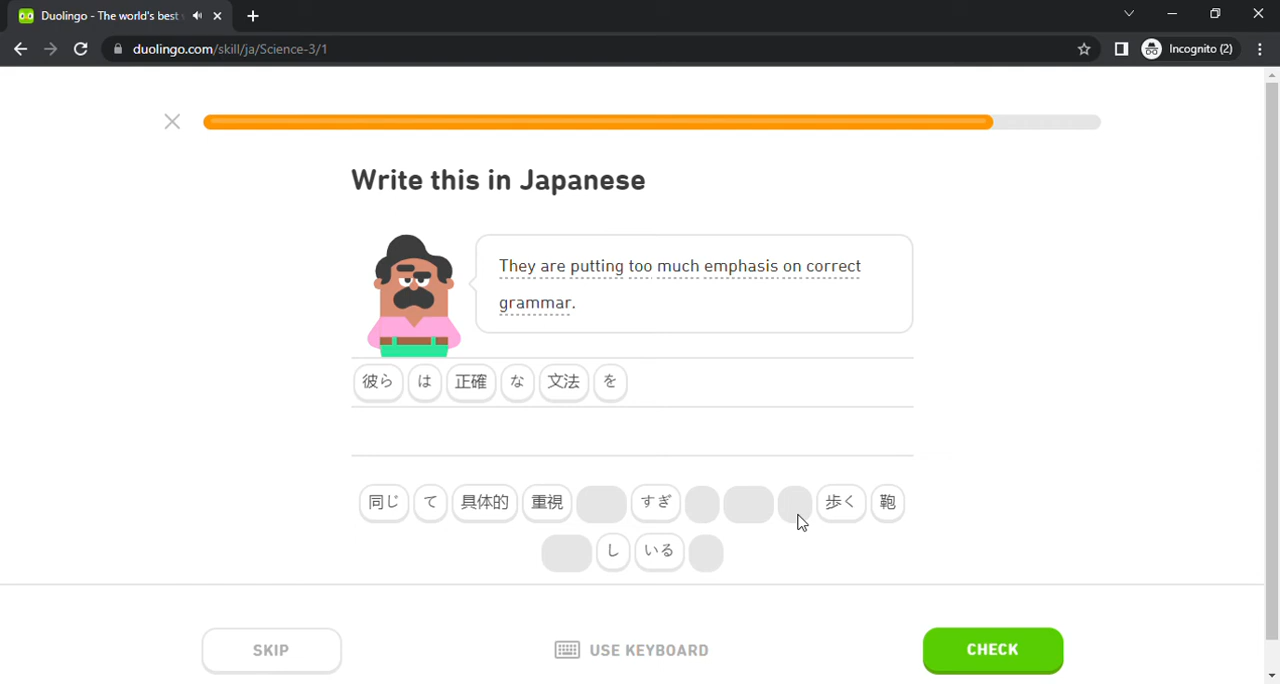 Duolingo - The world's best
duolingo.com/skill/ja/Science-3/1
Incognito (2)
Write this in Japanese
They are putting too much emphasis on correct
grammar.
彼ら は 正確 な 文法 を
同じ て 具体的 重視 すぎ 歩く 鞄
し いる
SKIP USE KEYBOARD CHECK